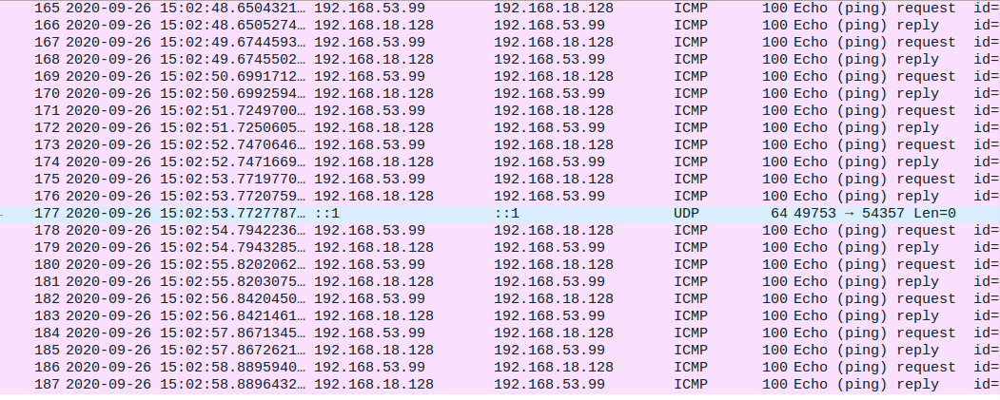 165 2020-09-26 15:02:48.6504321… 192.168.53.99 192.168.18.128 ICMP 100 Echo (ping) request id=
166 2020-09-26 15:02:48.6505274… 192.168.18.128 192.168.53.99 ICMP 100 Echo (ping) reply id=
167 2020-09-26 15:02:49.6744593… 192.168.53.99 192.168.18.128 ICMP 100 Echo (ping) request id=
168 2020-09-26 15:02:49.6745502… 192.168.18.128 192.168.53.99 ICMP 100 Echo (ping) reply id=
169 2020-09-26 15:02:50.6991712… 192.168.53.99 192.168.18.128 ICMP 100 Echo (ping) request id=
170 2020-09-26 15:02:50.6992594… 192.168.18.128 192.168.53.99 ICMP 100 Echo (ping) reply id=
171 2020-09-26 15:02:51.7249700… 192.168.53.99 192.168.18.128 ICMP 100 Echo (ping) request id=
172 2020-09-26 15:02:51.7250605… 192.168.18.128 192.168.53.99 ICMP 100 Echo (ping) reply id=
173 2020-09-26 15:02:52.7470646… 192.168.53.99 192.168.18.128 ICMP 100 Echo (ping) request id=
174 2020-09-26 15:02:52.7471669… 192.168.18.128 192.168.53.99 ICMP 100 Echo (ping) reply id=
175 2020-09-26 15:02:53.7719770… 192.168.53.99 192.168.18.128 ICMP 100 Echo (ping) request id=
176 2020-09-26 15:02:53.7720759… 192.168.18.128 192.168.53.99 ICMP 100 Echo (ping) reply id=
177 2020-09-26 15:02:53.7727787… ::1 ::1 UDP 64 49753 → 54357 Len=0
178 2020-09-26 15:02:54.7942236… 192.168.53.99 192.168.18.128 ICMP 100 Echo (ping) request id=
179 2020-09-26 15:02:54.7943285… 192.168.18.128 192.168.53.99 ICMP 100 Echo (ping) reply id=
180 2020-09-26 15:02:55.8202062… 192.168.53.99 192.168.18.128 ICMP 100 Echo (ping) request id=
181 2020-09-26 15:02:55.8203075… 192.168.18.128 192.168.53.99 ICMP 100 Echo (ping) reply id=
182 2020-09-26 15:02:56.8420450… 192.168.53.99 192.168.18.128 ICMP 100 Echo (ping) request id=
183 2020-09-26 15:02:56.8421461… 192.168.18.128 192.168.53.99 ICMP 100 Echo (ping) reply id=
184 2020-09-26 15:02:57.8671345… 192.168.53.99 192.168.18.128 ICMP 100 Echo (ping) request id=
185 2020-09-26 15:02:57.8672621… 192.168.18.128 192.168.53.99 ICMP 100 Echo (ping) reply id=
186 2020-09-26 15:02:58.8895940… 192.168.53.99 192.168.18.128 ICMP 100 Echo (ping) request id=
187 2020-09-26 15:02:58.8896432… 192.168.18.128 192.168.53.99 ICMP 100 Echo (ping) reply id=